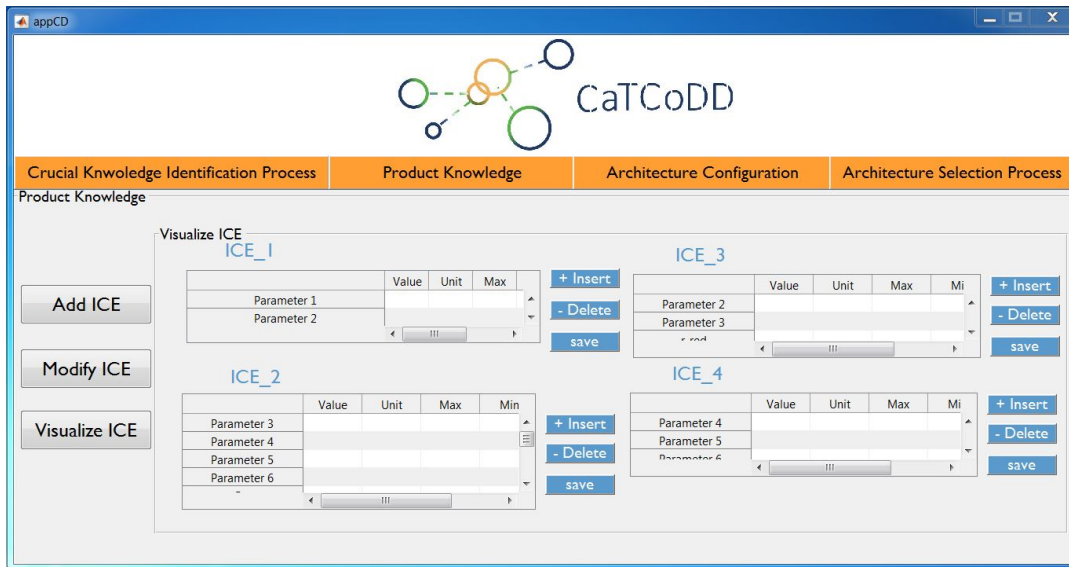 appCD
CaTCoDD
Crucial Knwoledge Identification Process Product Knowledge Architecture Configuration Architecture Selection Process
Product Knowledge
Visualize ICE
Add ICE
Modify ICE
Visualize ICE
ICE_1
Value Unit Max
Parameter 1
Parameter 2
+ Insert
- Delete
save
ICE_3
Value Unit Max Mi
Parameter 2
Parameter 3
+ Insert
- Delete
save
ICE_2
Value Unit Max Min
Parameter 3
Parameter 4
Parameter 5
Parameter 6
+ Insert
- Delete
save
ICE_4
Value Unit Max Mi
Parameter 4
Parameter 5
Parameter 6
+ Insert
- Delete
save